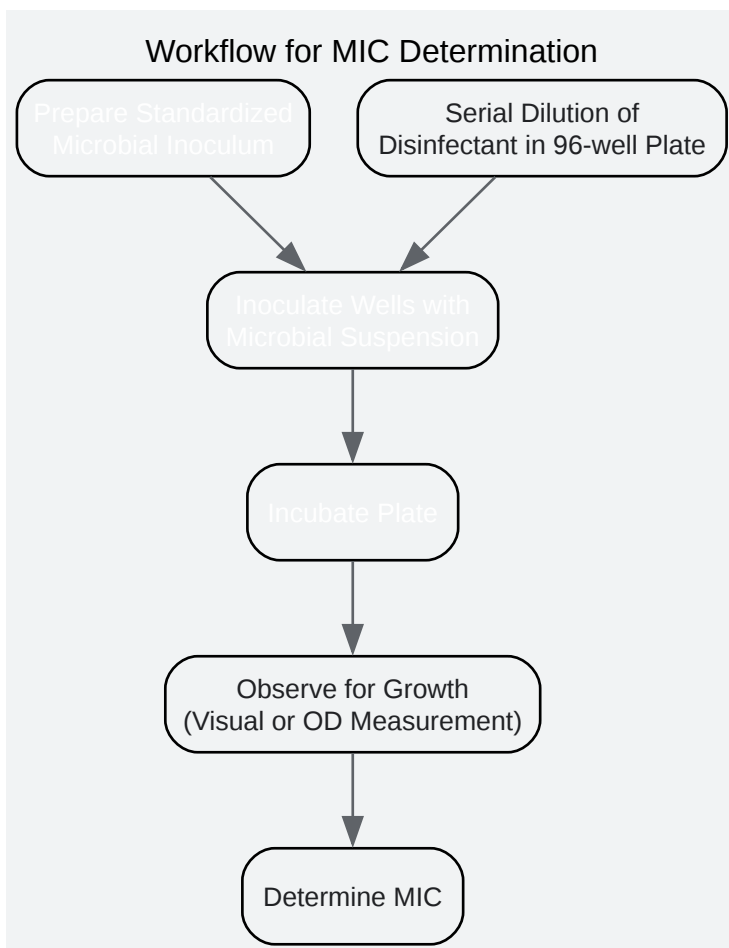 Workflow for MIC Determination
Prepare Standardized
Microbial Inoculum
Serial Dilution of
Disinfectant in 96-well Plate
Inoculate Wells with
Microbial Suspension
Incubate Plate
Observe for Growth
(Visual or OD Measurement)
Determine MIC